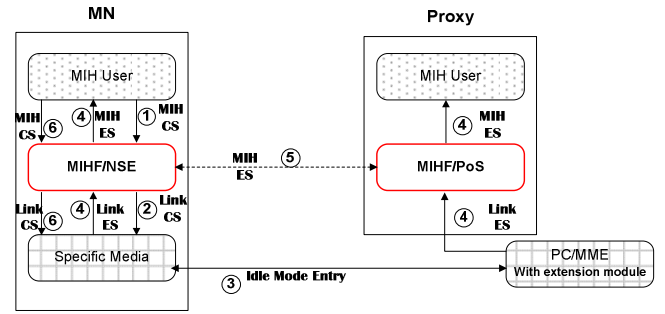 MN
Proxy
MIH User
MIH User
MIH
CS
6
4
MIH
ES
1
MIH
CS
4
MIH
ES
MIHF/NSE
MIH
ES
5
MIHF/PoS
Link
CS
6
4
Link
ES
2
Link
CS
4
Link
ES
Specific Media
PC/MME
With extension module
3
Idle Mode Entry